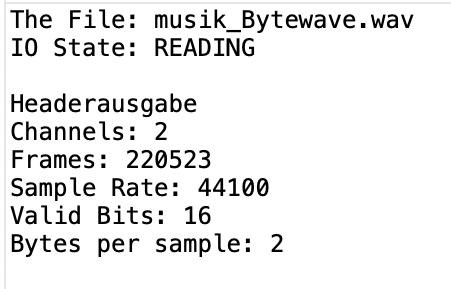 The File: musik_Bytewave.wav
IO State: READING
Headerausgabe
Channels: 2
Frames: 220523
Sample Rate: 44100
Valid Bits: 16
Bytes per sample: 2